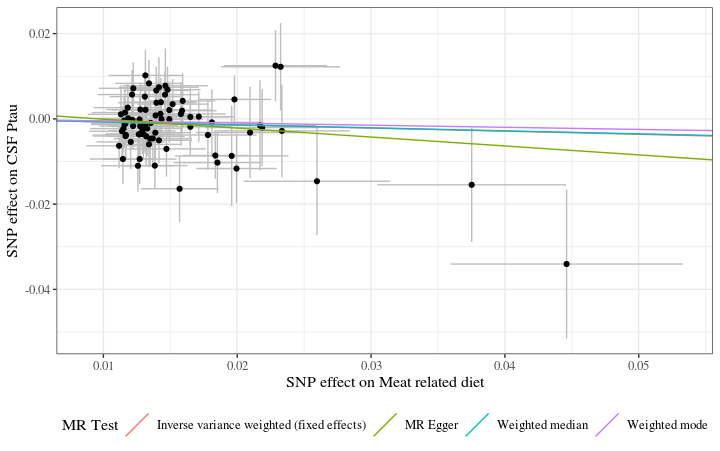 0.02
0.00
-0.02
-0.04
SNP effect on CSF Ptau
0.01 0.02 0.03 0.04 0.05
SNP effect on Meat related diet
MR Test Inverse variance weighted (fixed effects) MR Egger Weighted median Weighted mode